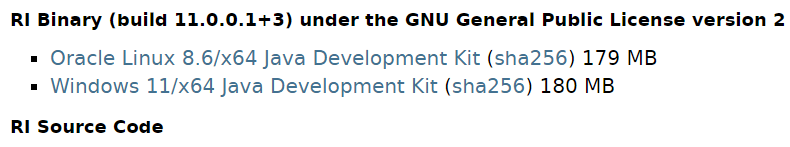 RI Binary (build 11.0.0.1+3) under the GNU General Public License version 2
Oracle Linux 8.6/x64 Java Development Kit (sha256) 179 MB
Windows 11/x64 Java Development Kit (sha256) 180 MB
RI Source Code